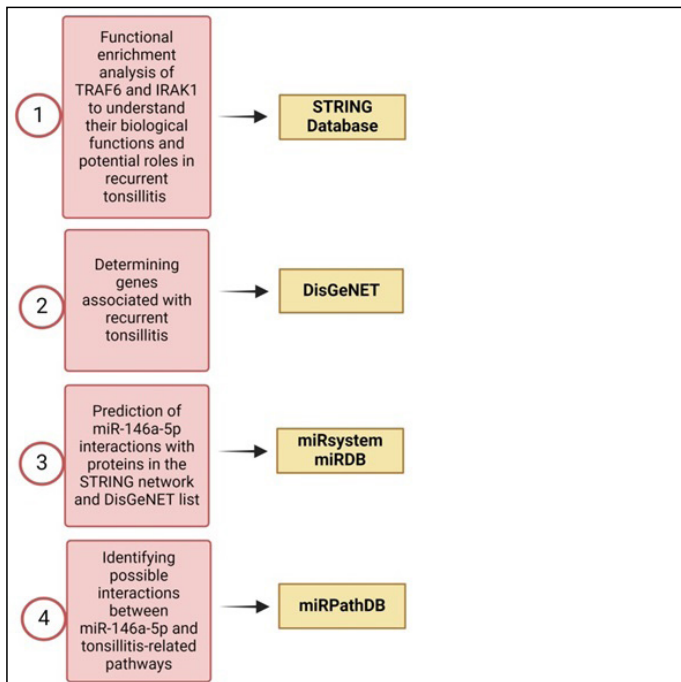 1
Functional
enrichment
analysis of
TRAF6 and IRAK1
to understand
their biological
functions and
potential roles in
recurrent
tonsillitis
STRING
Database
2
Determining
genes
associated with
recurrent
tonsillitis
DisGeNET
3
Prediction of
miR-146a-5p
interactions with
proteins in the
STRING network
and DisGeNET list
miRsystem
miRDB
4
Identifying
possible
interactions
between
miR-146a-5p and
tonsillitis-related
pathways
miRPathDB